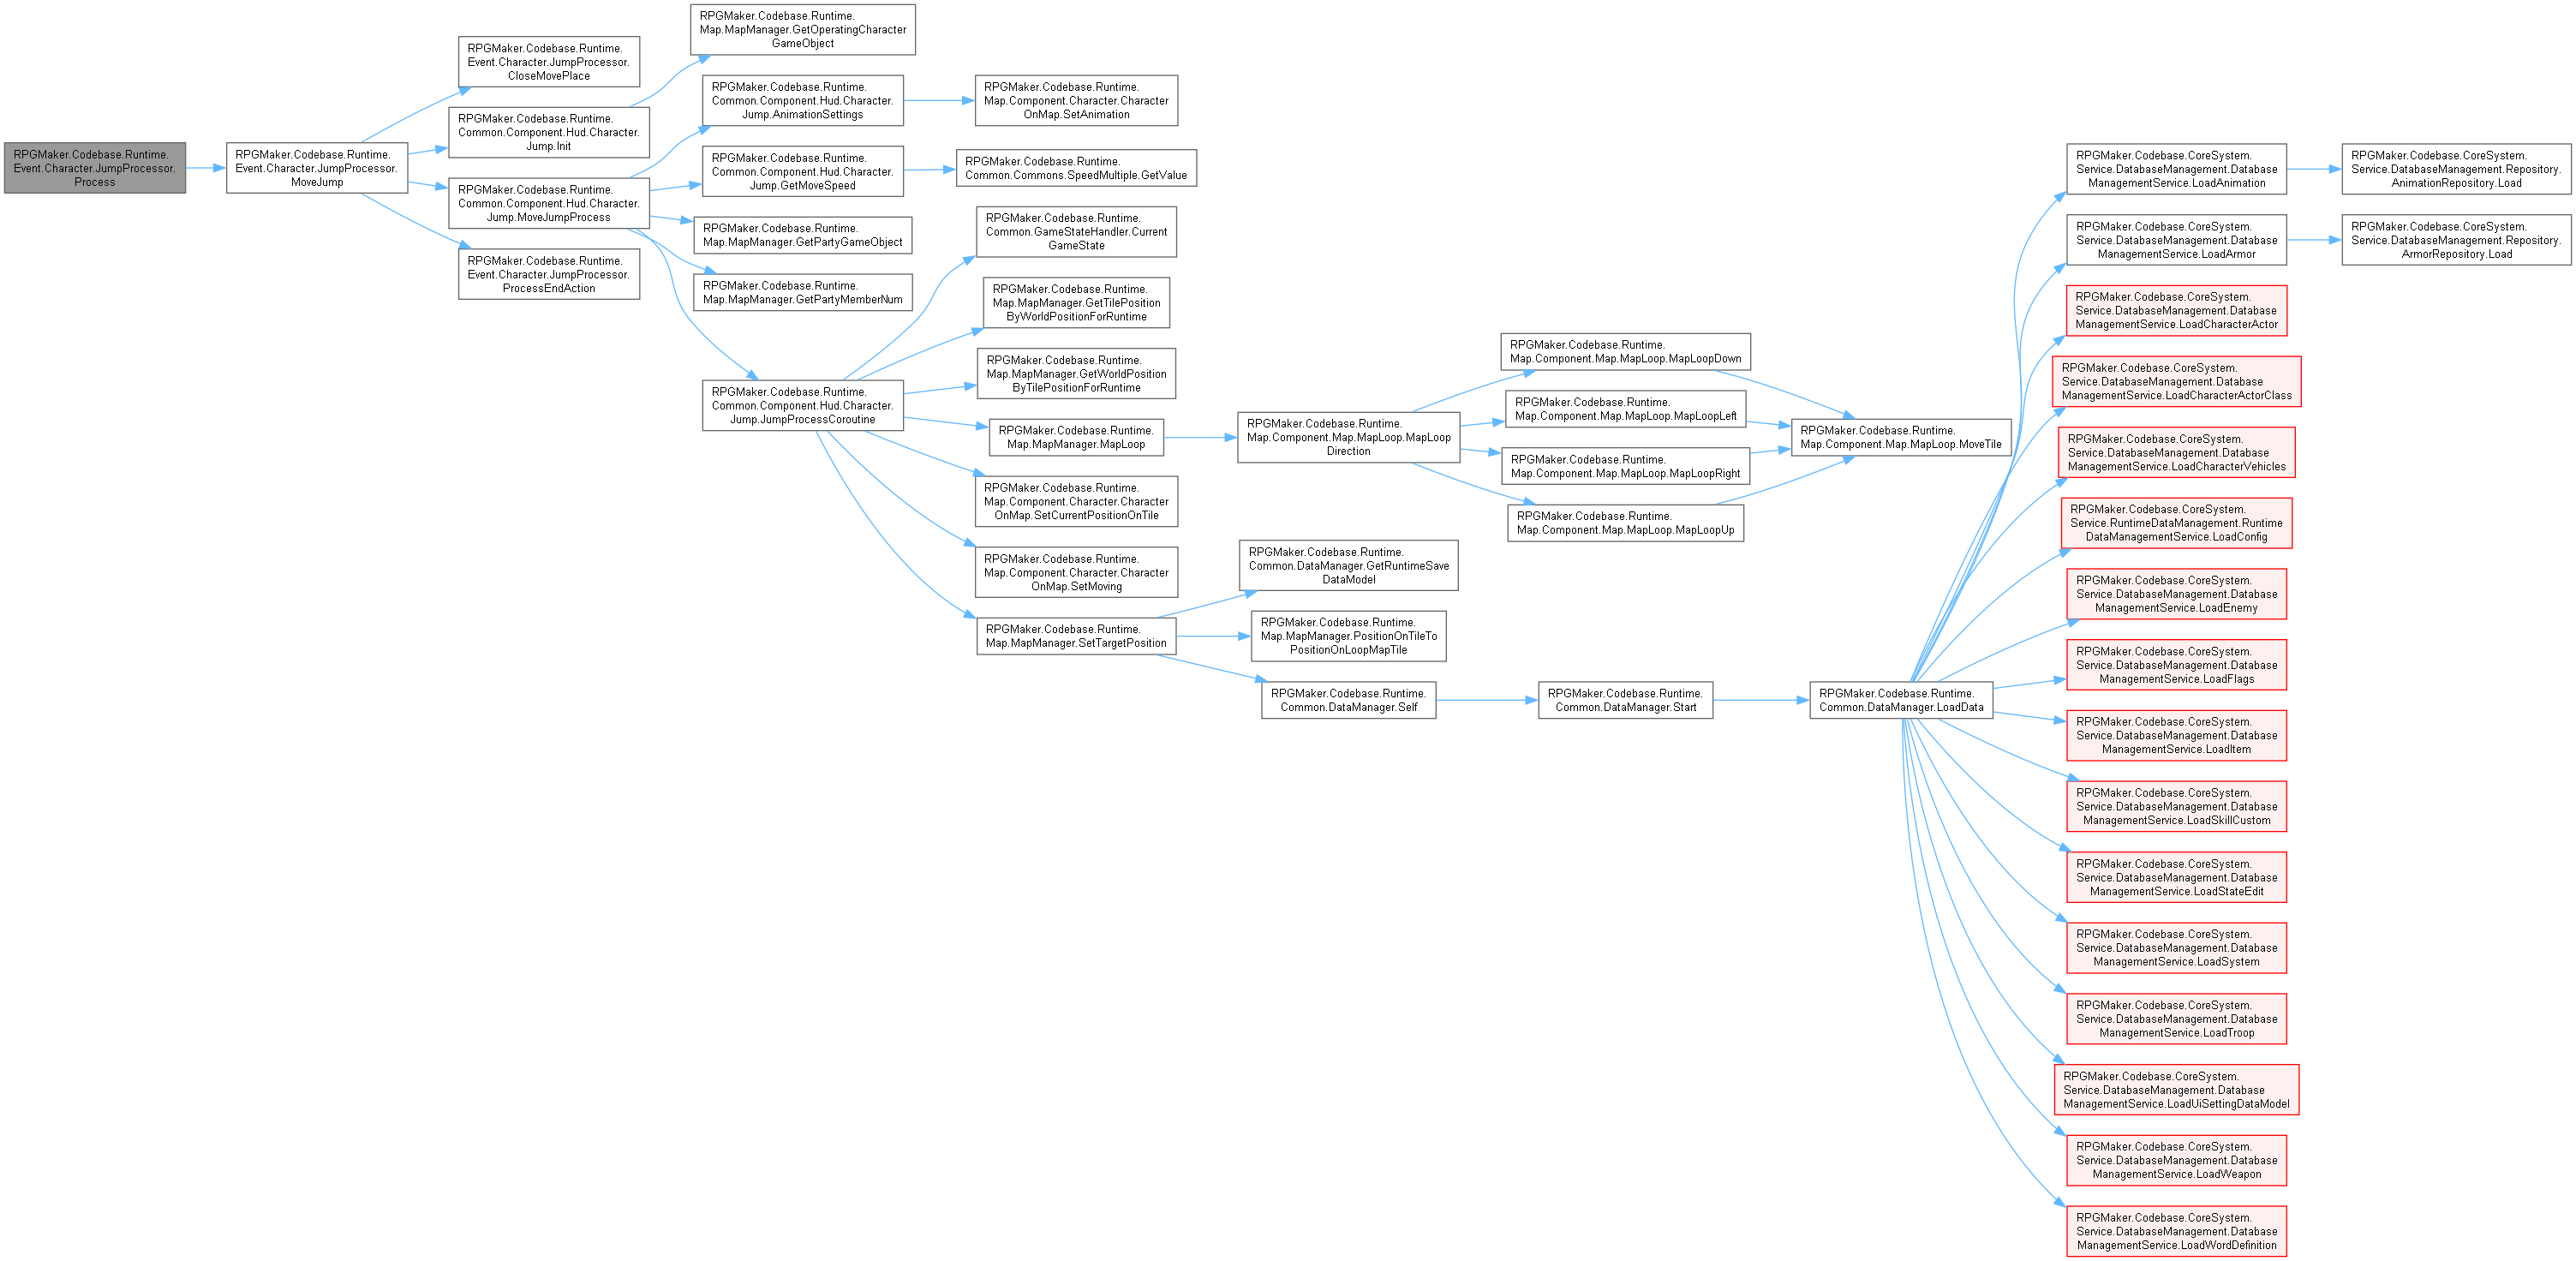 RPGMaker.Codebase.Runtime.
Event.Character.JumpProcessor.
Process
RPGMaker.Codebase.Runtime.
Event.Character.JumpProcessor.
MoveJump
RPGMaker.Codebase.Runtime.
Event.Character.JumpProcessor.
CloseMovePlace
RPGMaker.Codebase.Runtime.
Common.Component.Hud.Character.
Jump.Init
RPGMaker.Codebase.Runtime.
Common.Component.Hud.Character.
Jump.MoveJumpProcess
RPGMaker.Codebase.Runtime.
Event.Character.JumpProcessor.
ProcessEndAction
RPGMaker.Codebase.Runtime.
Map.MapManager.GetOperatingCharacter
GameObject
RPGMaker.Codebase.Runtime.
Common.Component.Hud.Character.
Jump.AnimationSettings
RPGMaker.Codebase.Runtime.
Common.Component.Hud.Character.
Jump.GetMoveSpeed
RPGMaker.Codebase.Runtime.
Map.MapManager.GetPartyGameObject
RPGMaker.Codebase.Runtime.
Map.MapManager.GetPartyMemberNum
RPGMaker.Codebase.Runtime.
Common.Component.Hud.Character.
Jump.JumpProcessCoroutine
RPGMaker.Codebase.Runtime.
Map.Component.Character.Character
OnMap.SetAnimation
RPGMaker.Codebase.Runtime.
Common.Commons.SpeedMultiple.GetValue
RPGMaker.Codebase.Runtime.
Common.GameStateHandler.Current
GameState
RPGMaker.Codebase.Runtime.
Map.MapManager.GetTilePosition
ByWorldPositionForRuntime
RPGMaker.Codebase.Runtime.
Map.MapManager.GetWorldPosition
ByTilePositionForRuntime
RPGMaker.Codebase.Runtime.
Map.MapManager.MapLoop
RPGMaker.Codebase.Runtime.
Map.Component.Character.Character
OnMap.SetCurrentPositionOnTile
RPGMaker.Codebase.Runtime.
Map.Component.Character.Character
OnMap.SetMoving
RPGMaker.Codebase.Runtime.
Map.MapManager.SetTargetPosition
RPGMaker.Codebase.Runtime.
Map.Component.Map.MapLoop.MapLoop
Direction
RPGMaker.Codebase.Runtime.
Common.DataManager.GetRuntimeSave
DataModel
RPGMaker.Codebase.Runtime.
Map.MapManager.PositionOnTileTo
PositionOnLoopMapTile
RPGMaker.Codebase.Runtime.
Common.DataManager.Self
RPGMaker.Codebase.Runtime.
Map.Component.Map.MapLoop.MapLoopDown
RPGMaker.Codebase.Runtime.
Map.Component.Map.MapLoop.MapLoopLeft
RPGMaker.Codebase.Runtime.
Map.Component.Map.MapLoop.MapLoopRight
RPGMaker.Codebase.Runtime.
Map.Component.Map.MapLoop.MapLoopUp
RPGMaker.Codebase.Runtime.
Common.DataManager.Start
RPGMaker.Codebase.Runtime.
Map.Component.Map.MapLoop.MoveTile
RPGMaker.Codebase.Runtime.
Common.DataManager.LoadData
RPGMaker.Codebase.CoreSystem.
Service.DatabaseManagement.Database
ManagementService.LoadAnimation
RPGMaker.Codebase.CoreSystem.
Service.DatabaseManagement.Database
ManagementService.LoadArmor
RPGMaker.Codebase.CoreSystem.
Service.DatabaseManagement.Database
ManagementService.LoadCharacterActor
RPGMaker.Codebase.CoreSystem.
Service.DatabaseManagement.Database
ManagementService.LoadCharacterActorClass
RPGMaker.Codebase.CoreSystem.
Service.DatabaseManagement.Database
ManagementService.LoadCharacterVehicles
RPGMaker.Codebase.CoreSystem.
Service.RuntimeDataManagement.Runtime
DataManagementService.LoadConfig
RPGMaker.Codebase.CoreSystem.
Service.DatabaseManagement.Database
ManagementService.LoadEnemy
RPGMaker.Codebase.CoreSystem.
Service.DatabaseManagement.Database
ManagementService.LoadFlags
RPGMaker.Codebase.CoreSystem.
Service.DatabaseManagement.Database
ManagementService.LoadItem
RPGMaker.Codebase.CoreSystem.
Service.DatabaseManagement.Database
ManagementService.LoadSkillCustom
RPGMaker.Codebase.CoreSystem.
Service.DatabaseManagement.Database
ManagementService.LoadStateEdit
RPGMaker.Codebase.CoreSystem.
Service.DatabaseManagement.Database
ManagementService.LoadSystem
RPGMaker.Codebase.CoreSystem.
Service.DatabaseManagement.Database
ManagementService.LoadTroop
RPGMaker.Codebase.CoreSystem.
Service.DatabaseManagement.Database
ManagementService.LoadUiSettingDataModel
RPGMaker.Codebase.CoreSystem.
Service.DatabaseManagement.Database
ManagementService.LoadWeapon
RPGMaker.Codebase.CoreSystem.
Service.DatabaseManagement.Database
ManagementService.LoadWordDefinition
RPGMaker.Codebase.CoreSystem.
Service.DatabaseManagement.Repository.
AnimationRepository.Load
RPGMaker.Codebase.CoreSystem.
Service.DatabaseManagement.Repository.
ArmorRepository.Load